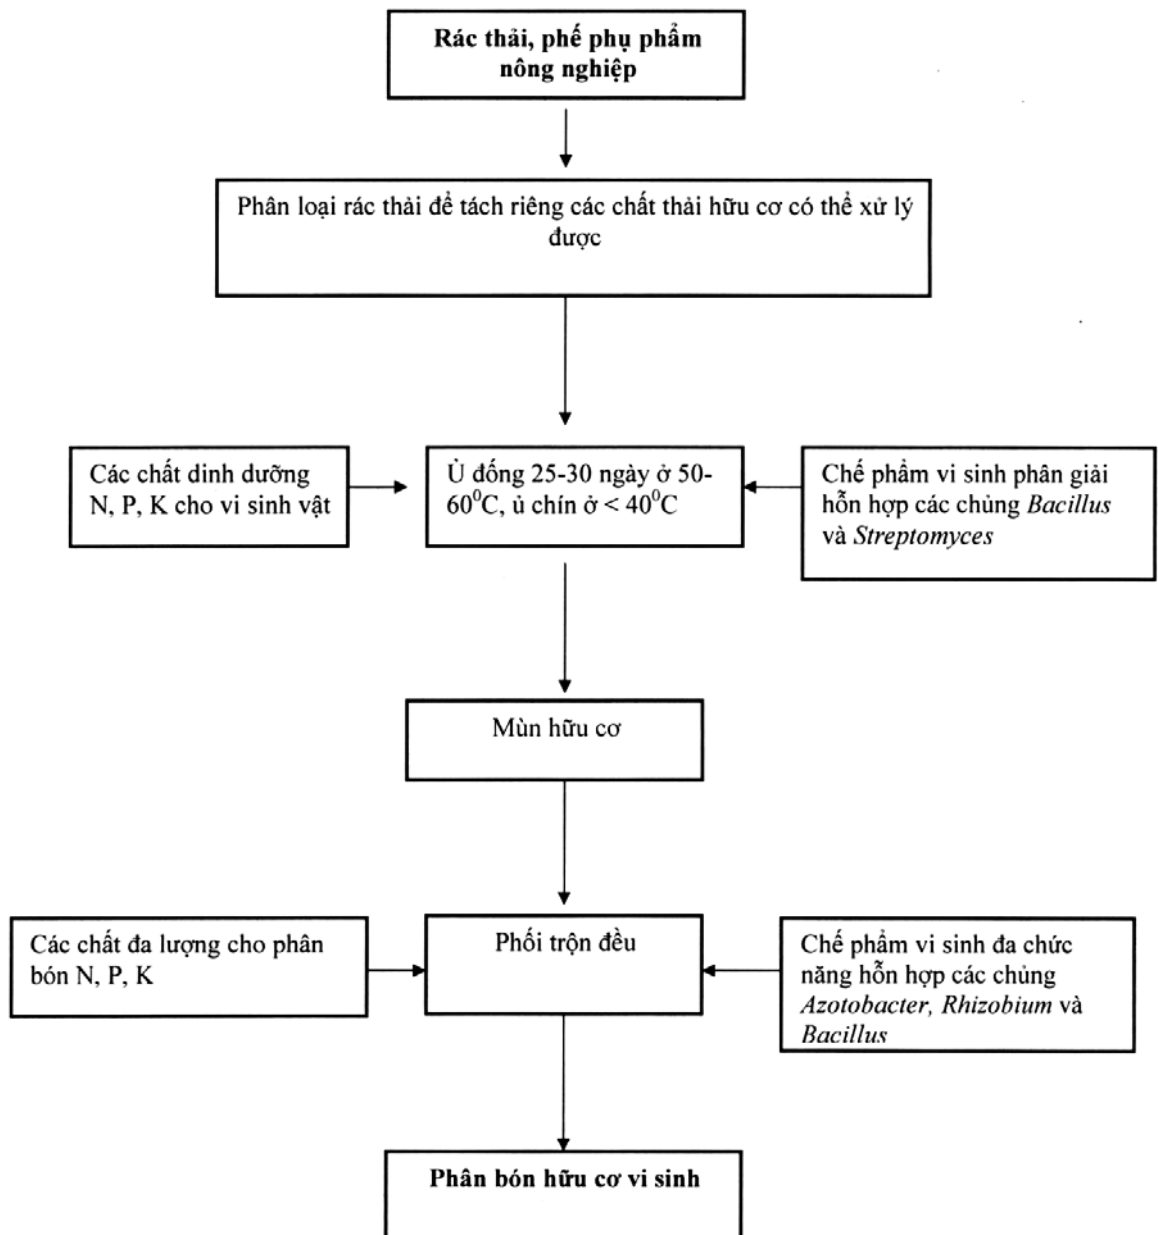 Rác thải, phế phụ phẩm
nông nghiệp
Phân loại rác thải để tách riêng các chất thải hữu cơ có thể xử lý
được
Các chất dinh dưỡng
N, P, K cho vi sinh vật
Ủ đống 25-30 ngày ở 50-
60⁰C, ủ chín ở < 40⁰C
Chế phẩm vi sinh phân giải
hỗn hợp các chủng Bacillus
và Streptomyces
Mùn hữu cơ
Các chất đa lượng cho phân
bón N, P, K
Phối trộn đều
Chế phẩm vi sinh đa chức
năng hỗn hợp các chủng
Azotobacter, Rhizobium và
Bacillus
Phân bón hữu cơ vi sinh